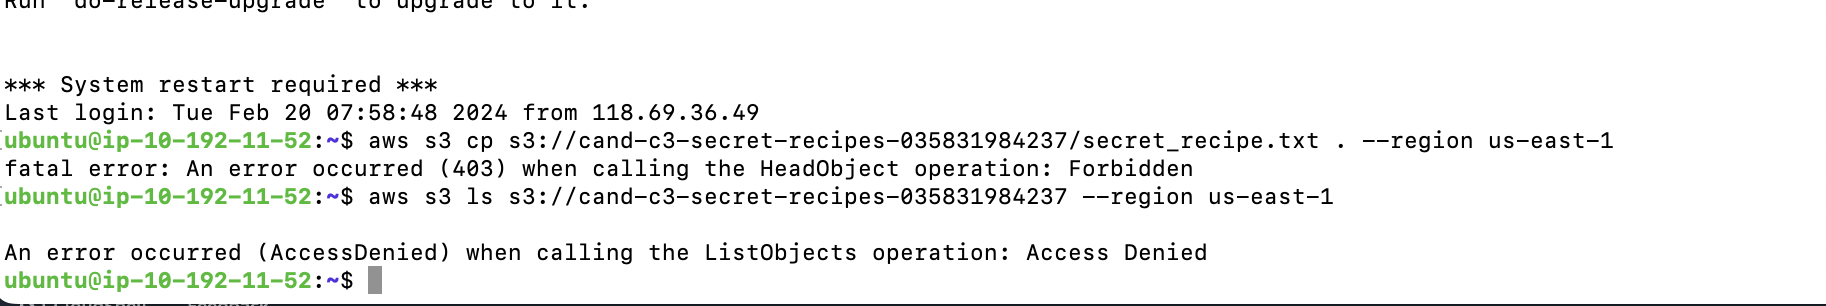 Run 'do-release-upgrade' to upgrade to it.
*** System restart required ***
Last login: Tue Feb 20 07:58:48 2024 from 118.69.36.49
[ubuntu@ip-10-192-11-52:~$ aws s3 cp s3://cand-c3-secret-recipes-035831984237/secret_recipe.txt . --region us-east-1
fatal error: An error occurred (403) when calling the HeadObject operation: Forbidden
[ubuntu@ip-10-192-11-52:~$ aws s3 ls s3://cand-c3-secret-recipes-035831984237 --region us-east-1
An error occurred (AccessDenied) when calling the ListObjects operation: Access Denied
ubuntu@ip-10-192-11-52:~$